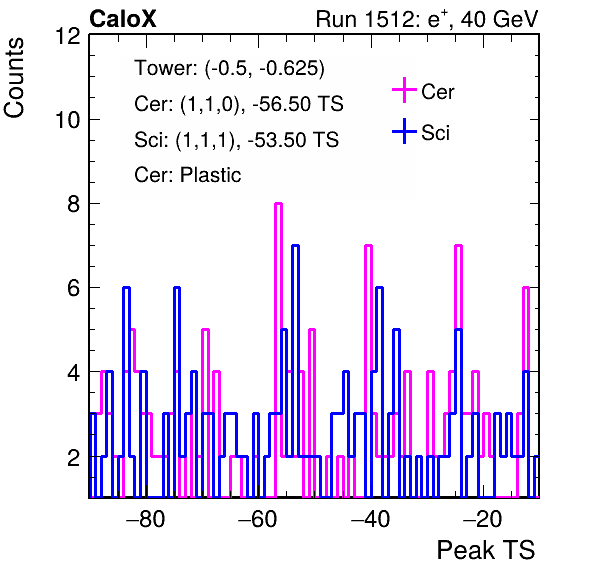 CaloX Run 1512: e⁺, 40 GeV
Counts
12
10
8
6
4
2
Tower: (-0.5, -0.625)
Cer: (1,1,0), -56.50 TS
Sci: (1,1,1), -53.50 TS
Cer: Plastic
Cer
Sci
−80 −60 −40 −20
Peak TS